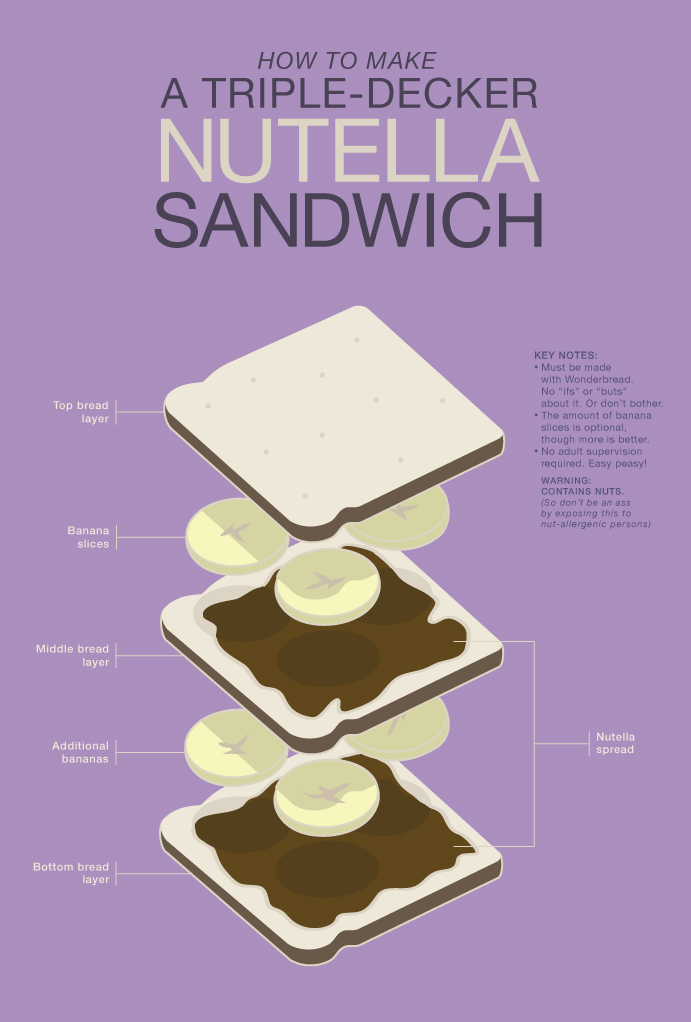 HOW TO MAKE
A TRIPLE-DECKER
NUTELLA
SANDWICH
KEY NOTES:
• Must be made
with Wonderbread.
No “ifs” or “buts”
about it. Or don’t bother.
• The amount of banana
slices is optional,
though more is better.
• No adult supervision
required. Easy peasy!
WARNING:
CONTAINS NUTS.
(So don’t be an ass
by exposing this to
nut-allergenic persons)
Top bread
layer
Banana
slices
Middle bread
layer
Additional
bananas
Nutella
spread
Bottom bread
layer